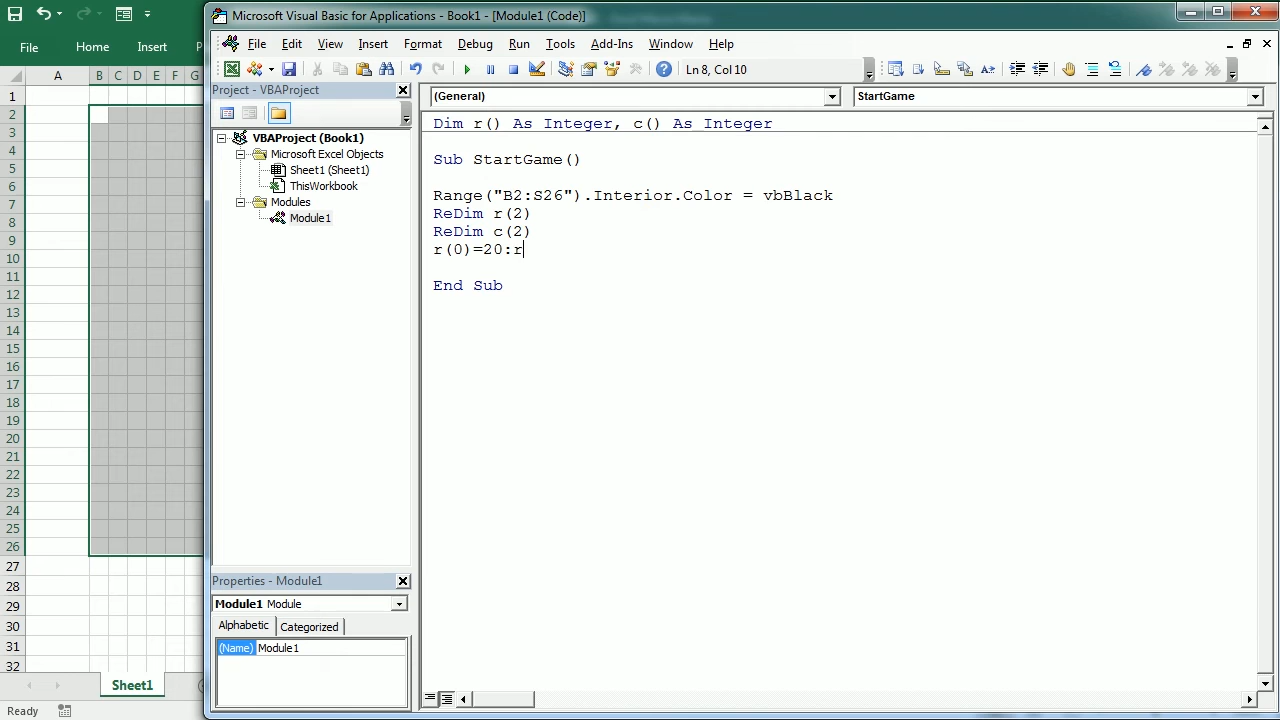 Microsoft Visual Basic for Applications - Book1 - [Module1 (Code)]
File Home Insert P
File Edit View Insert Format Debug Run Tools Add-Ins Window Help
Ln 8, Col 10
A B C D E F G
1
2
3
4
5
6
7
8
9
10
11
12
13
14
15
16
17
18
19
20
21
22
23
24
25
26
27
28
29
30
31
32
Sheet1
Ready
Project - VBAProject
VBAProject (Book1)
Microsoft Excel Objects
Sheet1 (Sheet1)
ThisWorkbook
Modules
Module1
Properties - Module1
Module1 Module
Alphabetic Categorized
(Name) Module1
(General) StartGame
Dim r() As Integer, c() As Integer
Sub StartGame()
Range("B2:S26").Interior.Color = vbBlack
ReDim r(2)
ReDim c(2)
r(0)=20:r
End Sub